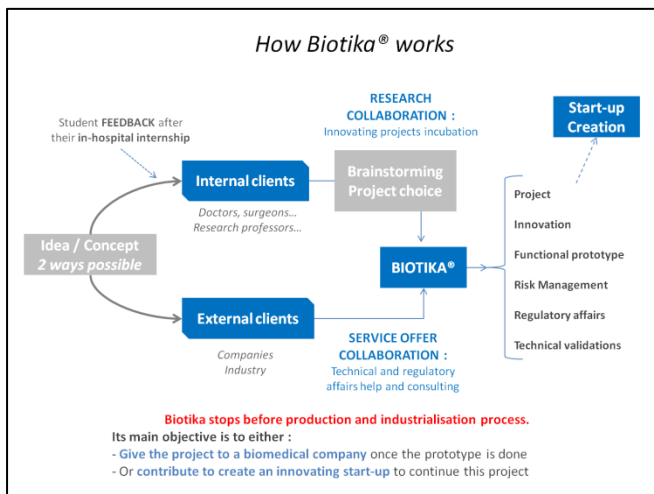 How Biotika® works
Student FEEDBACK after
their in-hospital internship
RESEARCH
COLLABORATION :
Innovating projects incubation
Start-up
Creation
Internal clients
Doctors, surgeons...
Research professors...
Brainstorming
Project choice
Idea / Concept
2 ways possible
BIOTIKA®
Project
Innovation
Functional prototype
Risk Management
Regulatory affairs
Technical validations
External clients
Companies
Industry
SERVICE OFFER
COLLABORATION :
Technical and regulatory
affairs help and consulting
Biotika stops before production and industrialisation process.
Its main objective is to either :
- Give the project to a biomedical company once the prototype is done
- Or contribute to create an innovating start-up to continue this project